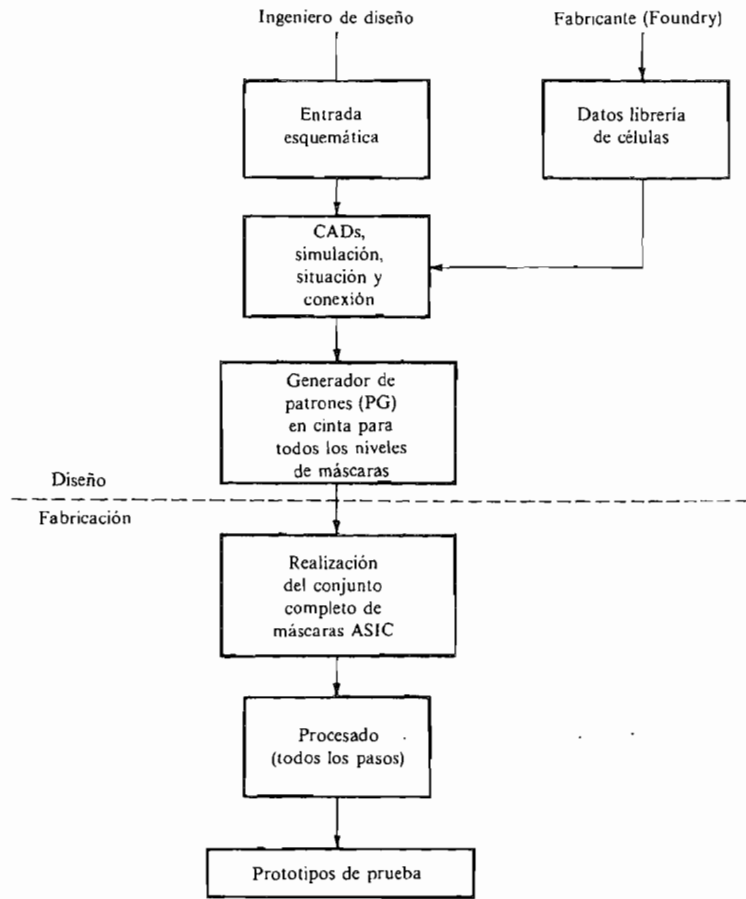 Ingeniero de diseño
Fabricante (Foundry)
Entrada
esquemática
Datos librería
de células
CADs,
simulación,
situación y
conexión
Generador de
patrones (PG)
en cinta para
todos los niveles
de máscaras
Diseño
Fabricación
Realización
del conjunto
completo de
máscaras ASIC
Procesado
(todos los pasos)
Prototipos de prueba